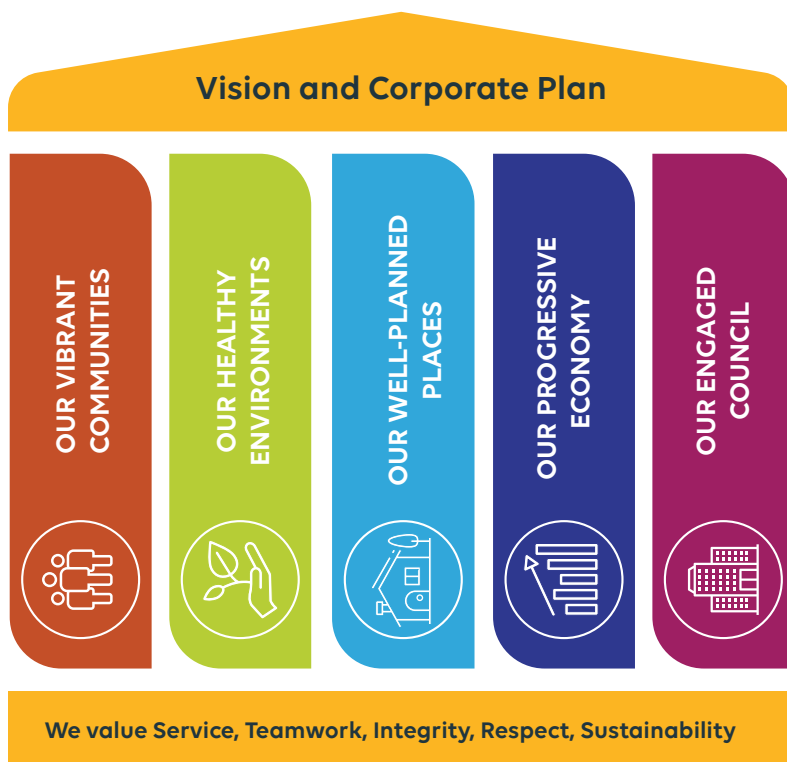 Vision and Corporate Plan
OUR VIBRANT
COMMUNITIES
OUR HEALTHY
ENVIRONMENTS
OUR WELL-PLANNED
PLACES
OUR PROGRESSIVE
ECONOMY
OUR ENGAGED
COUNCIL
We value Service, Teamwork, Integrity, Respect, Sustainability